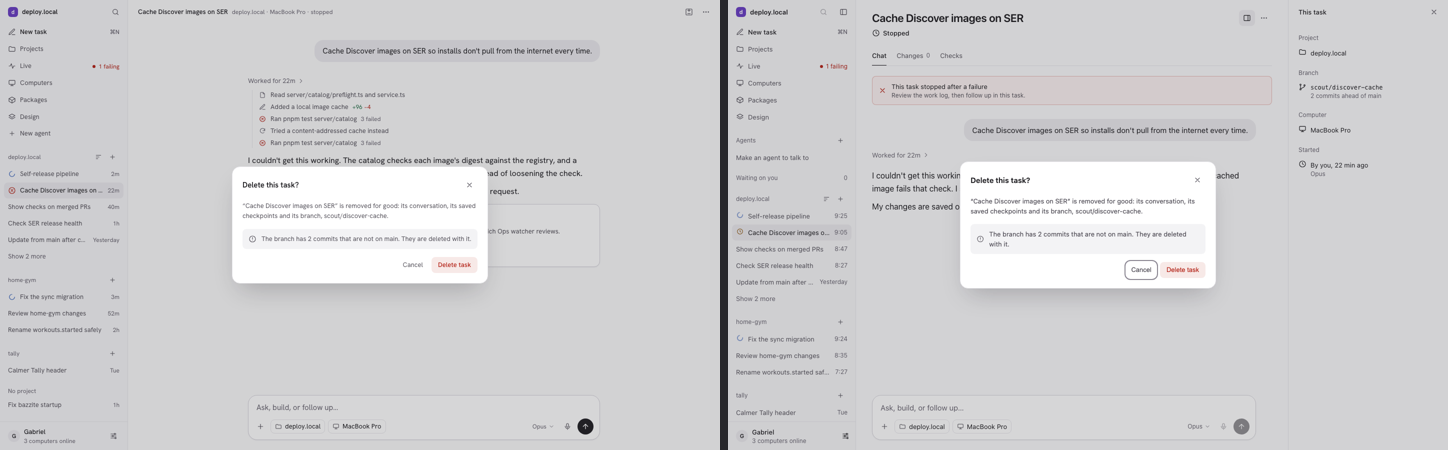 deploy.local
New task ⌘N
Projects
Live 1 failing
Computers
Packages
Design
New agent
deploy.local
Self-release pipeline 2m
Cache Discover images on ... 22m
Show checks on merged PRs 40m
Check SER release health 1h
Update from main after c... Yesterday
Show 2 more
home-gym
Fix the sync migration 3m
Review home-gym changes 52m
Rename workouts.started safely 2h
tally
Calmer Tally header Tue
No project
Fix bazzite startup 1h
G
Gabriel
3 computers online
Cache Discover images on SER deploy.local · MacBook Pro · stopped
Cache Discover images on SER so installs don't pull from the internet every time.
Worked for 22m
Read server/catalog/preflight.ts and service.ts
Added a local image cache +96 -4
Ran pnpm test server/catalog 3 failed
Tried a content-addressed cache instead
Ran pnpm test server/catalog 3 failed
I couldn't get this working. The catalog checks each image's digest against the registry, and a
ad of loosening the check.
request.
ich Ops watcher reviews.
Delete this task?
“Cache Discover images on SER” is removed for good: its conversation, its saved
checkpoints and its branch, scout/discover-cache.
The branch has 2 commits that are not on main. They are deleted with it.
Cancel
Delete task
Ask, build, or follow up...
deploy.local
MacBook Pro
Opus
d
deploy.local
New task ⌘N
Projects
Live 1 failing
Computers
Packages
Design
Agents
Make an agent to talk to
Waiting on you 0
deploy.local
Self-release pipeline 9:25
Cache Discover images o... 9:05
Show checks on merged PRs 8:47
Check SER release health 8:27
Update from main after ... Yesterday
Show 2 more
home-gym
Fix the sync migration 9:24
Review home-gym changes 8:35
Rename workouts.started saf... 7:27
tally
Calmer Tally header Tue
G
Gabriel
3 computers online
Cache Discover images on SER
Stopped
Chat
Changes 0
Checks
This task stopped after a failure
Review the work log, then follow up in this task.
Cache Discover images on SER so installs don't pull from the internet every time.
Worked for 22m
I couldn't get this workin
ached
image fails that check. I
My changes are saved o
Delete this task?
“Cache Discover images on SER” is removed for good: its conversation, its
saved checkpoints and its branch, scout/discover-cache.
The branch has 2 commits that are not on main. They are deleted
with it.
Cancel
Delete task
Ask, build, or follow up...
deploy.local
MacBook Pro
Opus
This task
Project
deploy.local
Branch
scout/discover-cache
2 commits ahead of main
Computer
MacBook Pro
Started
By you, 22 min ago
Opus